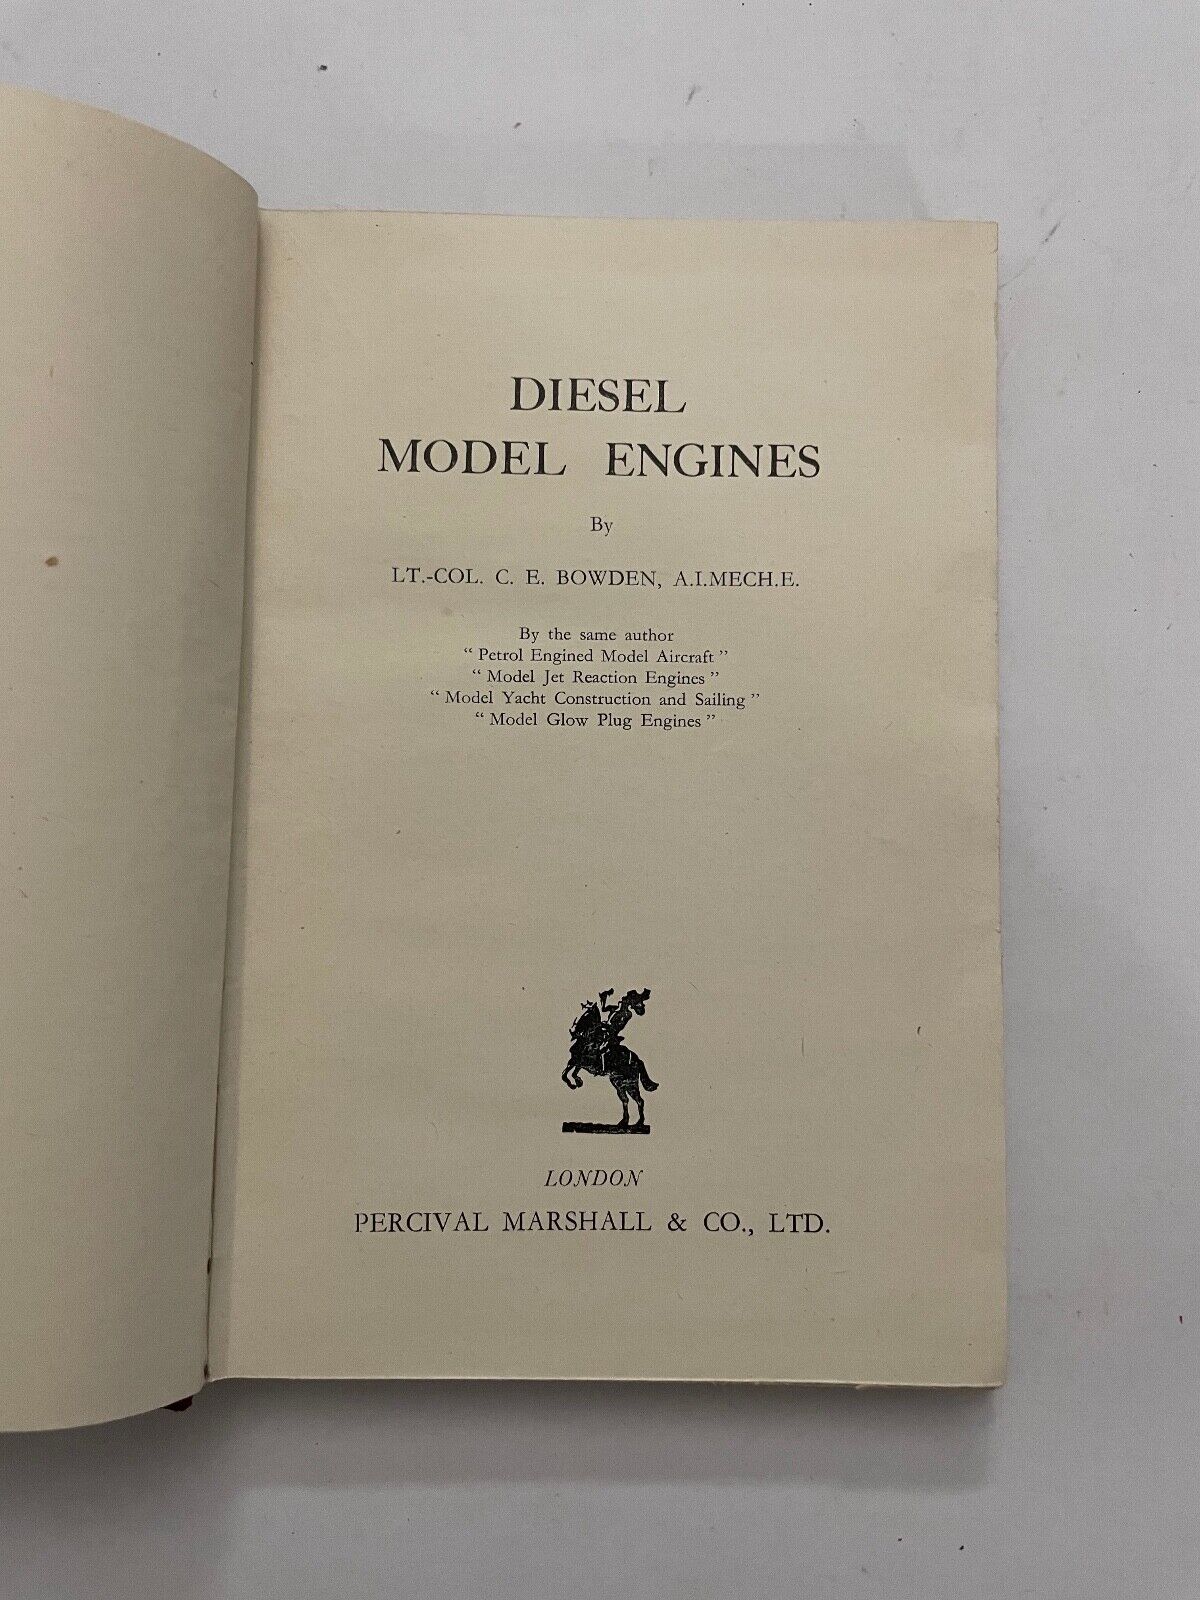 DIESEL
MODEL ENGINES
By
LT.-COL. C. E. BOWDEN, A.I.MECH.E.
By the same author
“ Petrol Engined Model Aircraft ”
“ Model Jet Reaction Engines ”
“ Model Yacht Construction and Sailing ”
“ Model Glow Plug Engines ”
LONDON
PERCIVAL MARSHALL & CO., LTD.